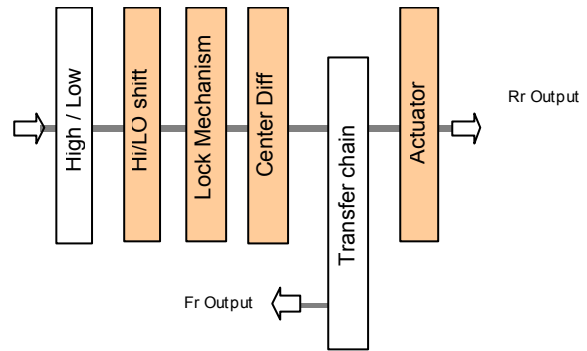 High / Low
Hi/LO shift
Lock Mechanism
Center Diff
Transfer chain
Actuator
Rr Output
Fr Output